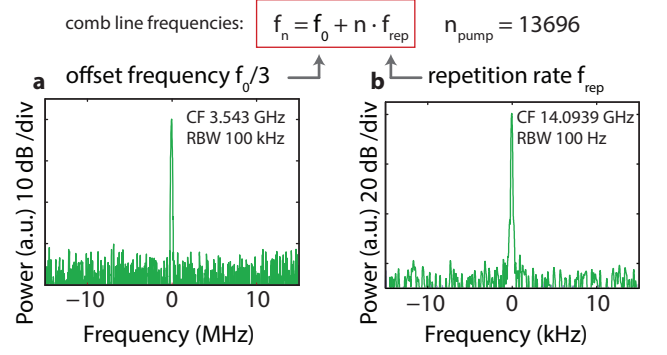 comb line frequencies: f_n = f_0 + n · f_rep n_pump = 13696
a offset frequency f_0/3
b repetition rate f_rep
CF 3.543 GHz
RBW 100 kHz
Power (a.u.) 10 dB /div
−10 0 10
Frequency (MHz)
CF 14.0939 GHz
RBW 100 Hz
Power (a.u.) 20 dB /div
−10 0 10
Frequency (kHz)